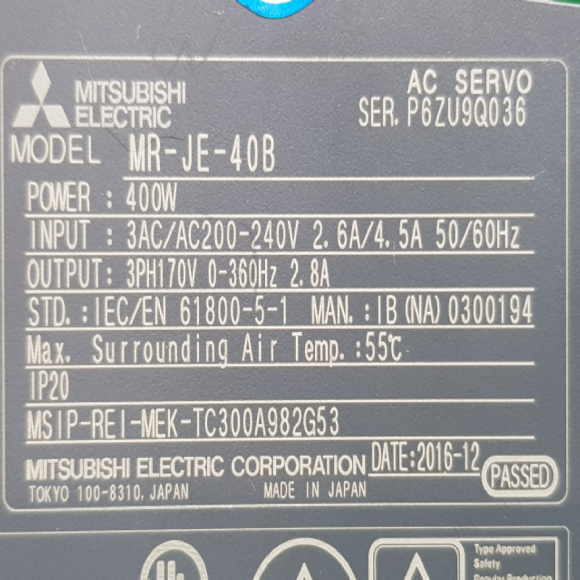 MITSUBISHI
ELECTRIC
AC SERVO
SER. P6ZU9Q036
MODEL MR-JE-40B
POWER : 400W
INPUT : 3AC/AC200-240V 2.6A/4.5A 50/60Hz
OUTPUT: 3PH170V 0-360Hz 2.8A
STD. : IEC/EN 61800-5-1 MAN. : IB(NA)0300194
Max. Surrounding Air Temp. :55℃
IP20
MSIP-REI-MEK-TC300A982G53
MITSUBISHI ELECTRIC CORPORATION DATE:2016-12
TOKYO 100-8310, JAPAN MADE IN JAPAN
PASSED
Type Approved
Safety
Regular Production